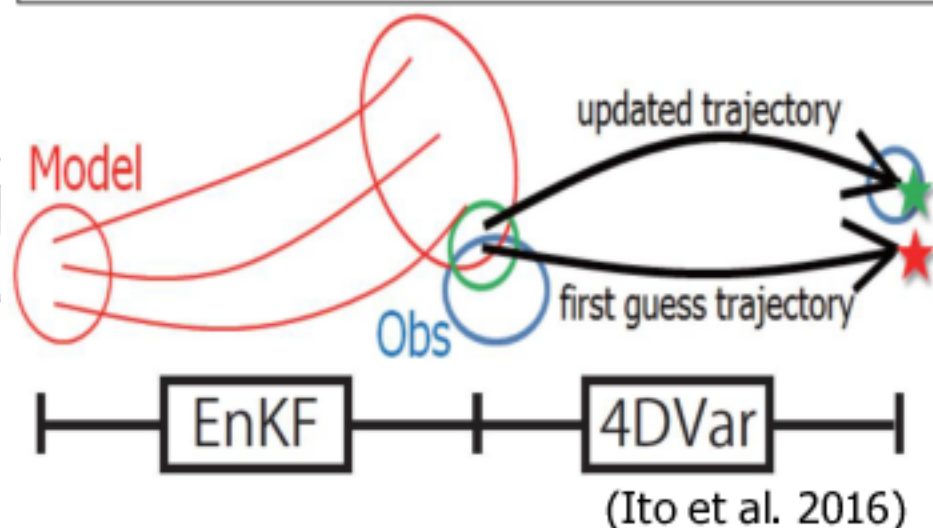 updated trajectory
Model
first guess trajectory
Obs
EnKF
4DVar
(Ito et al. 2016)